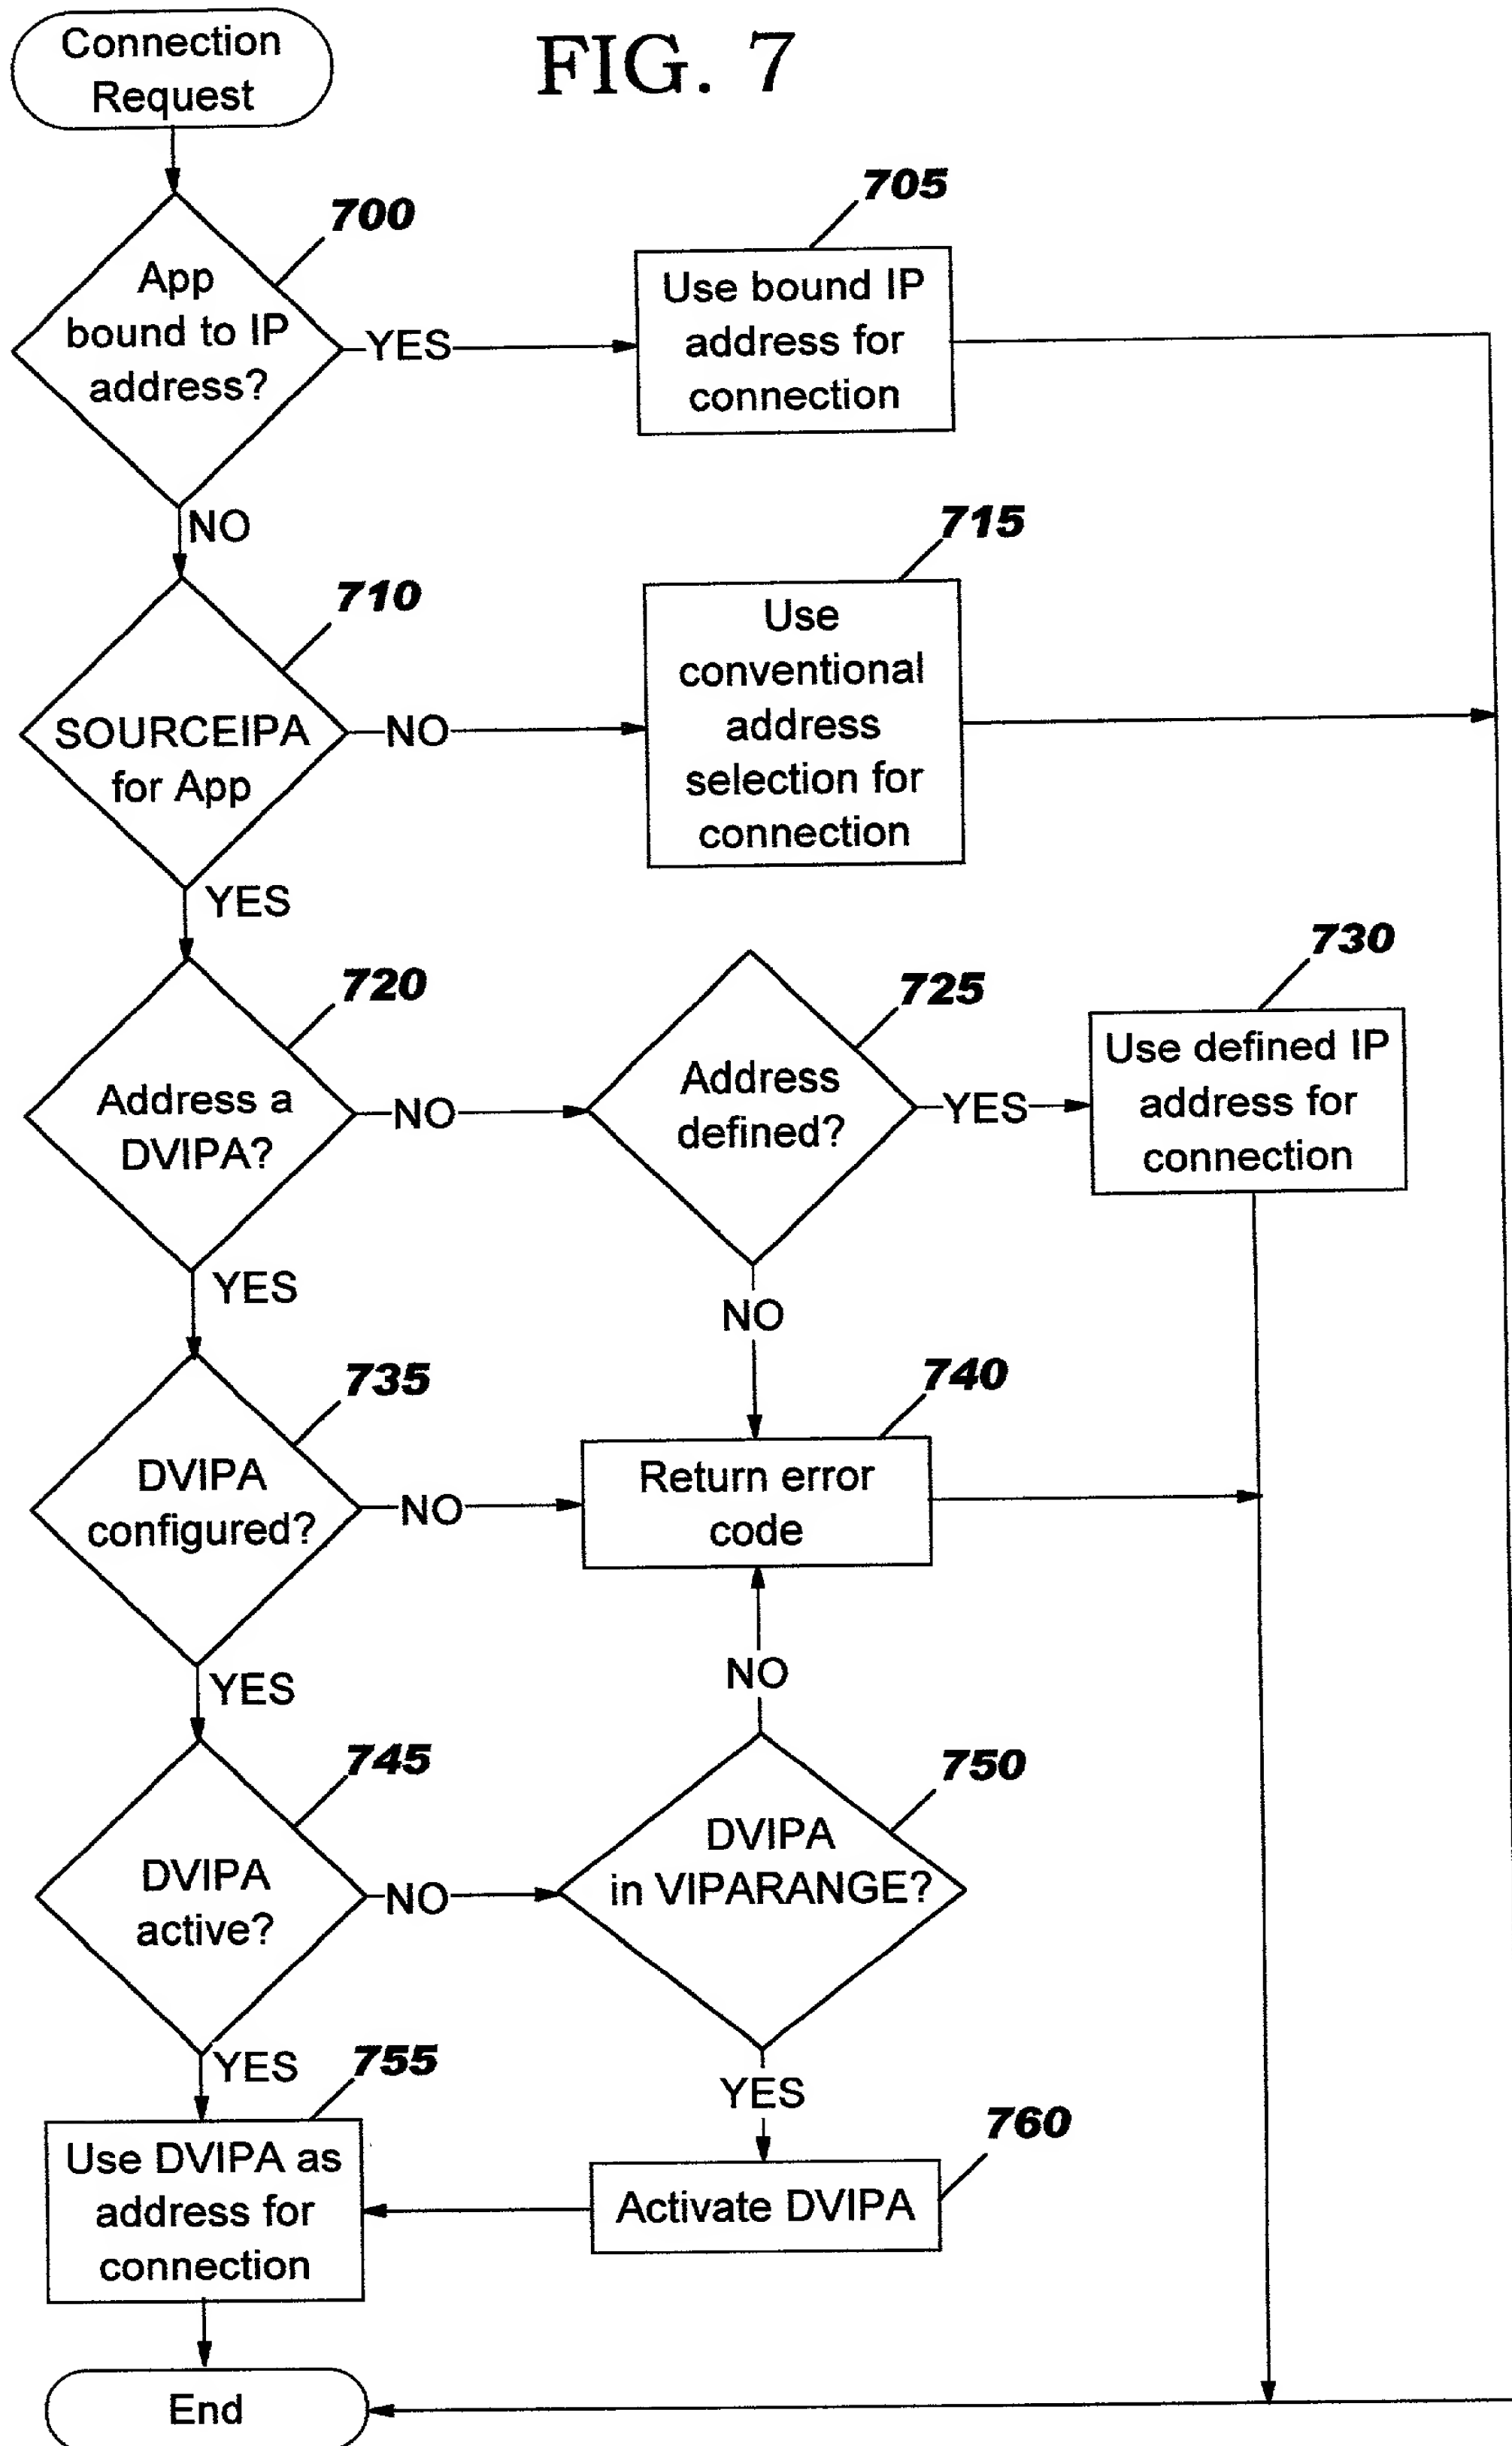 FIG. 7
Connection
Request
700
App
bound to IP
address?
YES
705
Use bound IP
address for
connection
NO
710
SOURCEIPA
for App
NO
715
Use
conventional
address
selection for
connection
YES
720
Address a
DVIPA?
NO
725
Address
defined?
YES
730
Use defined IP
address for
connection
YES
NO
735
DVIPA
configured?
NO
740
Return error
code
YES
NO
745
DVIPA
active?
NO
750
DVIPA
in VIPARANGE?
YES
755
Use DVIPA as
address for
connection
YES
760
Activate DVIPA
End